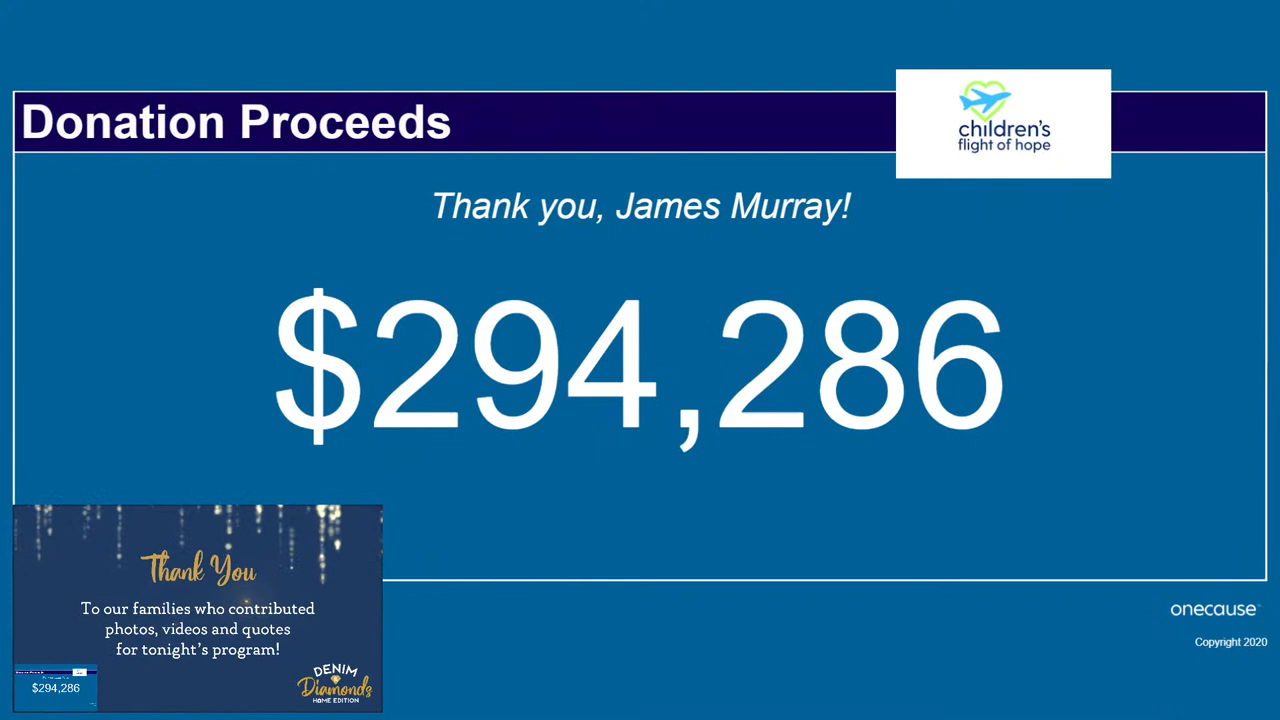 Donation Proceeds
children's
flight of hope
Thank you, James Murray!
$294,286
Thank You
To our families who contributed
photos, videos and quotes
for tonight's program!
DENIM
Diamonds
HOME EDITION
$294,286
onecause
Copyright 2020